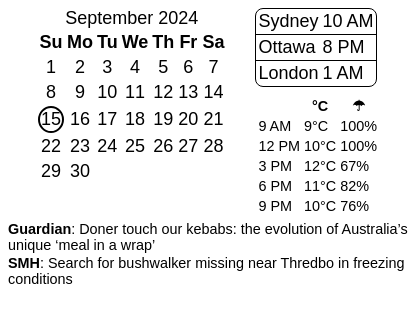 September 2024
Su Mo Tu We Th Fr Sa
1 2 3 4 5 6 7
8 9 10 11 12 13 14
15 16 17 18 19 20 21
22 23 24 25 26 27 28
29 30
Sydney 10 AM
Ottawa 8 PM
London 1 AM
°C ☂
9 AM 9°C 100%
12 PM 10°C 100%
3 PM 12°C 67%
6 PM 11°C 82%
9 PM 10°C 76%
Guardian: Doner touch our kebabs: the evolution of Australia’s
unique ‘meal in a wrap’
SMH: Search for bushwalker missing near Thredbo in freezing
conditions